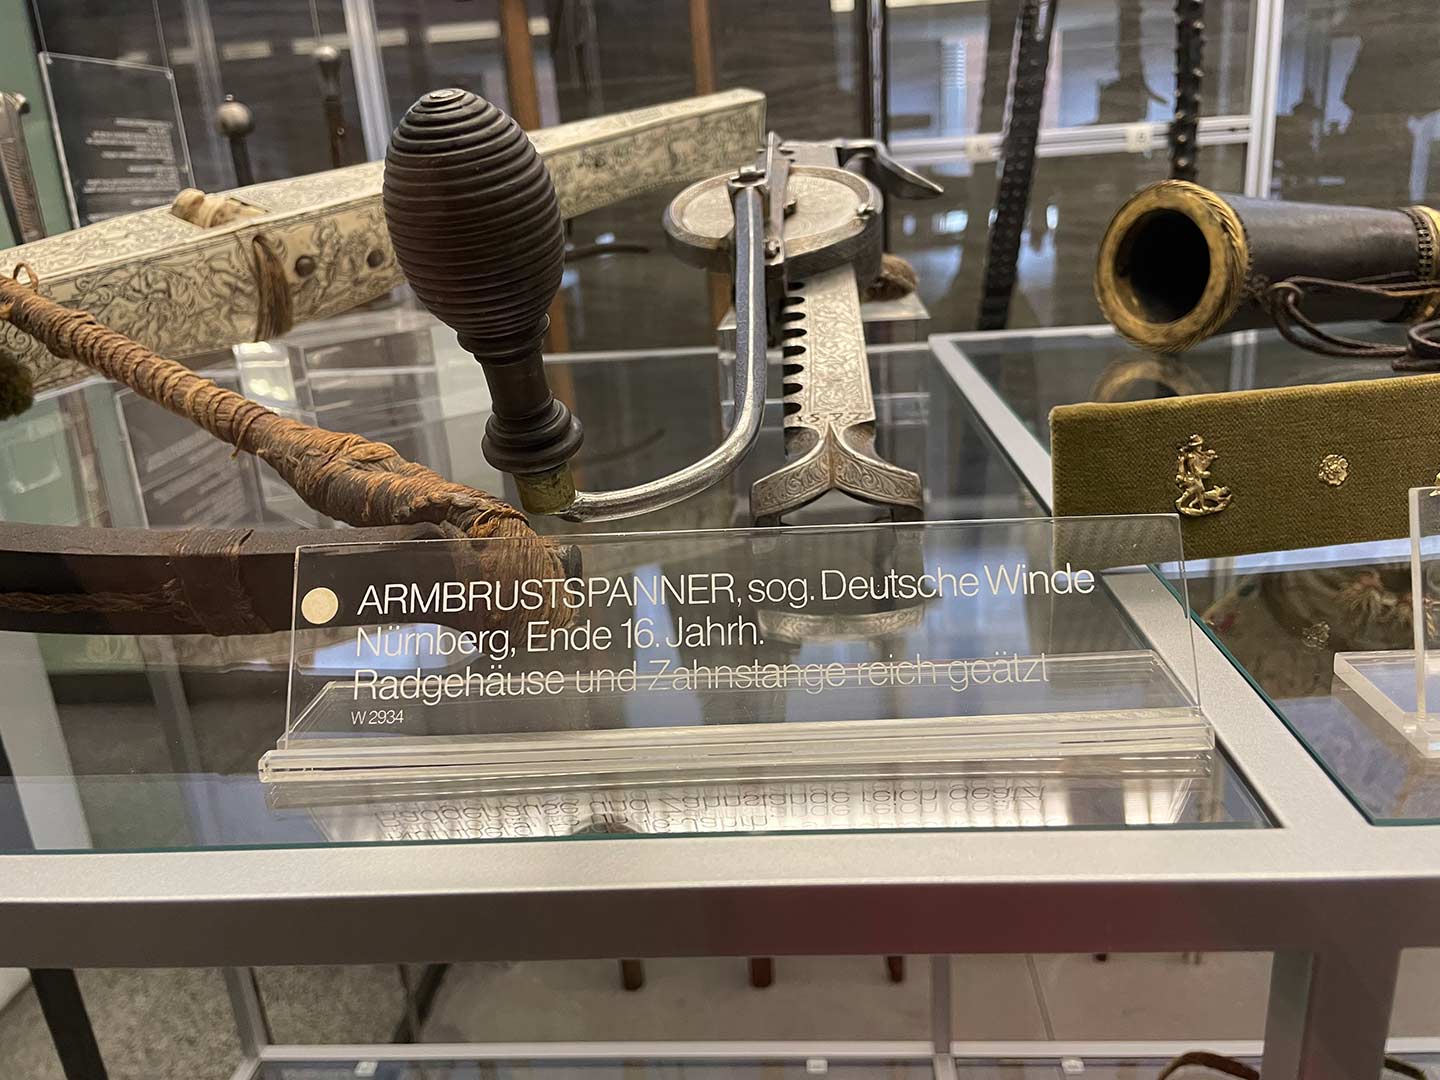 ARMBRUSTSPANNER, sog. Deutsche Winde
Nürnberg, Ende 16. Jahrh.
Radgehäuse und Zahnstange reich geätzt
W 2934